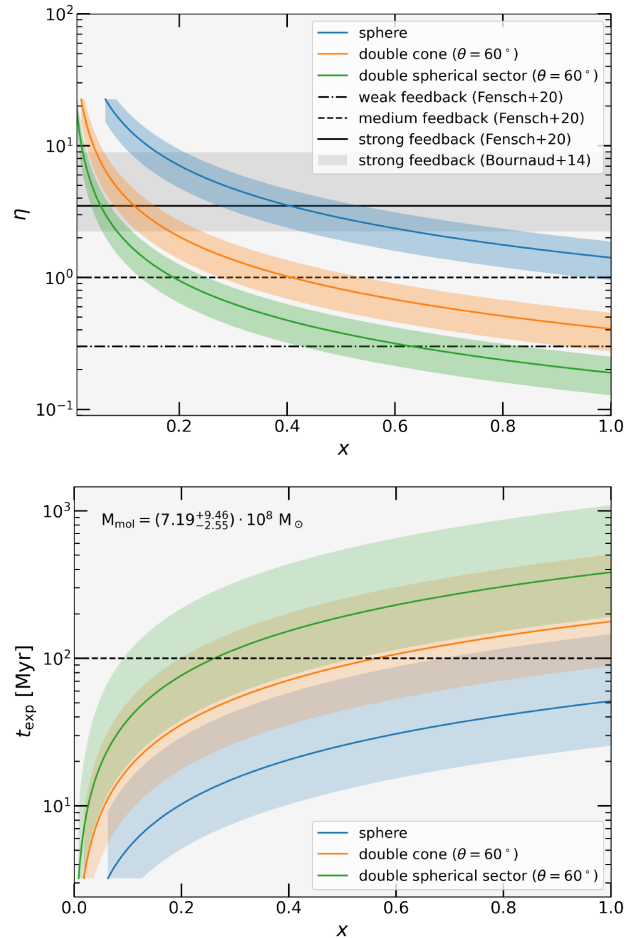 10²
10¹
10⁰
10⁻¹
η
sphere
double cone (θ = 60°)
double spherical sector (θ = 60°)
weak feedback (Fensch+20)
medium feedback (Fensch+20)
strong feedback (Fensch+20)
strong feedback (Bournaud+14)
0.2 0.4 0.6 0.8 1.0
x
M_mol = (7.19^{+9.46}_{-2.55}) · 10⁸ M_⊙
10³
10²
10¹
t_exp [Myr]
sphere
double cone (θ = 60°)
double spherical sector (θ = 60°)
0.0 0.2 0.4 0.6 0.8 1.0
x